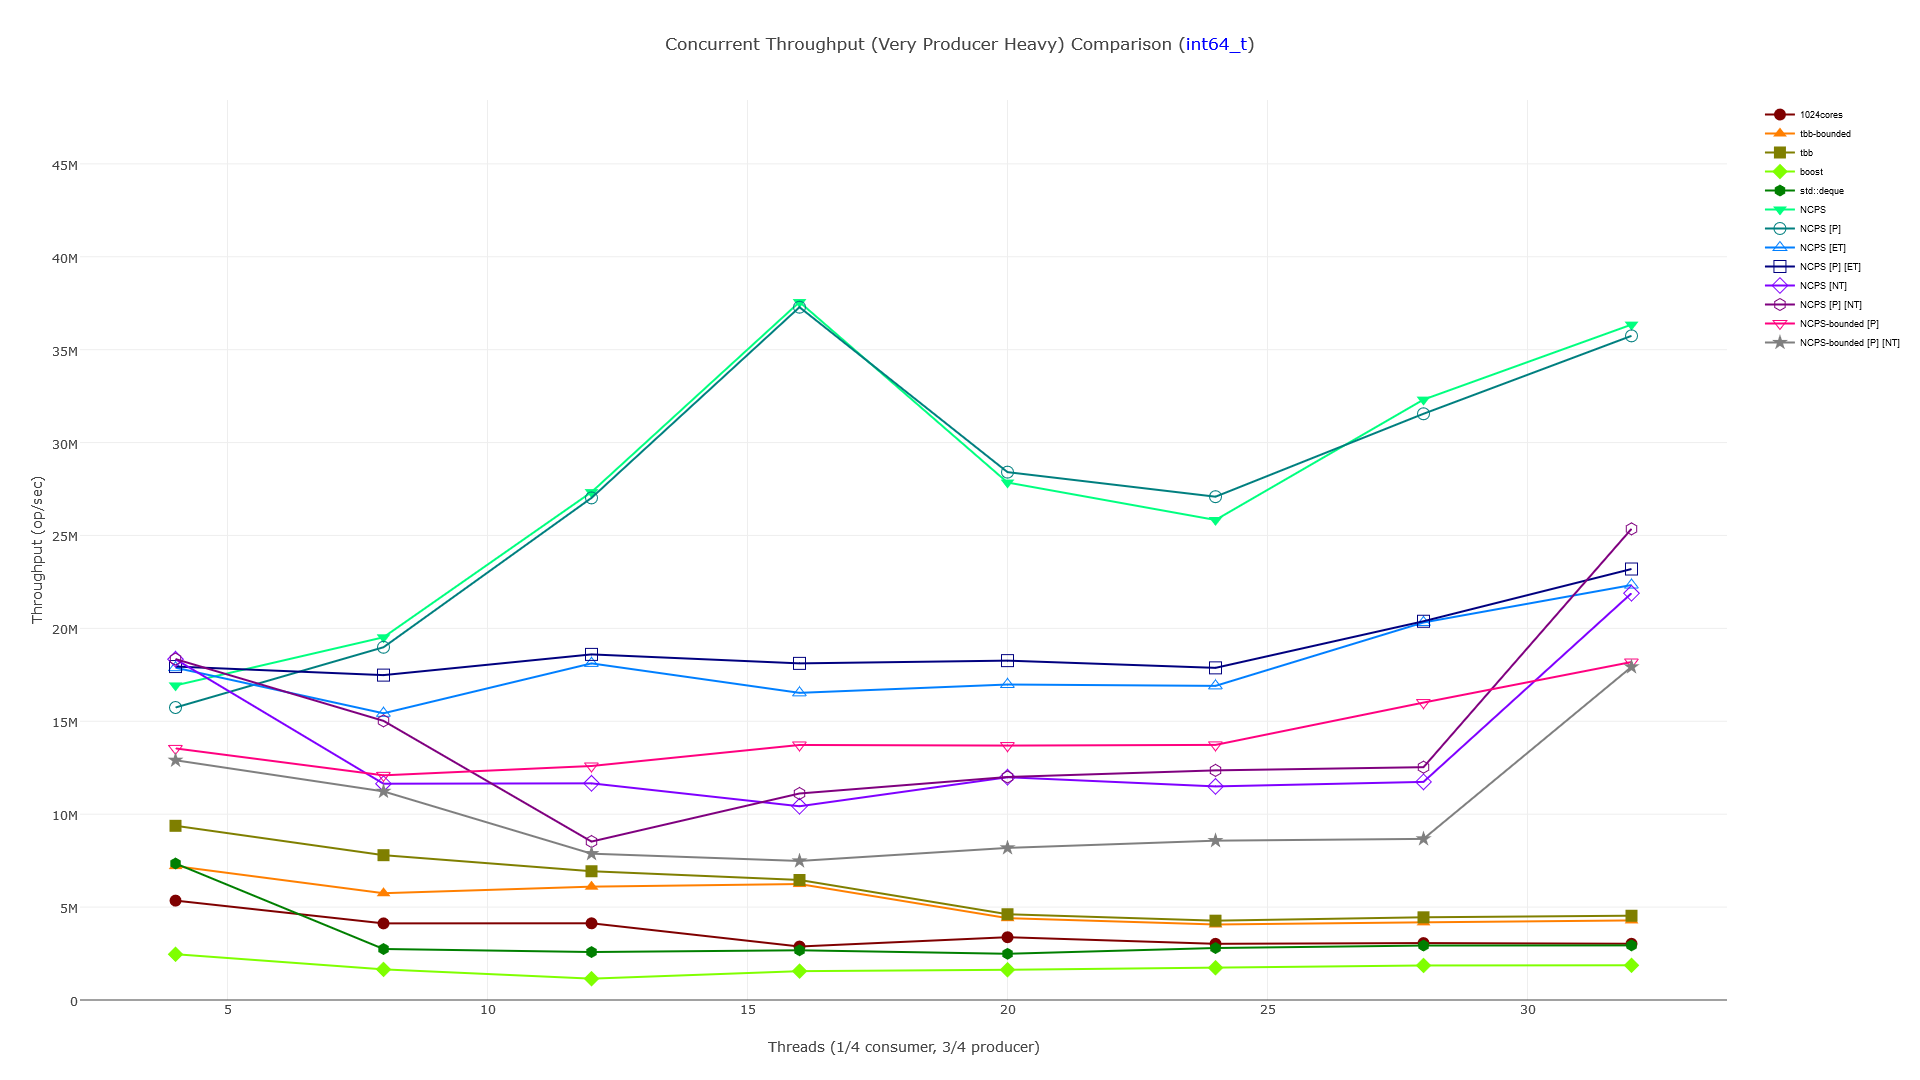 Concurrent Throughput (Very Producer Heavy) Comparison (int64_t)
1024cores
tbb-bounded
tbb
boost
std::deque
NCPS
NCPS [P]
NCPS [ET]
NCPS [P] [ET]
NCPS [NT]
NCPS [P] [NT]
NCPS-bounded [P]
NCPS-bounded [P] [NT]
Throughput (op/sec)
45M
40M
35M
30M
25M
20M
15M
10M
5M
0
5 10 15 20 25 30
Threads (1/4 consumer, 3/4 producer)